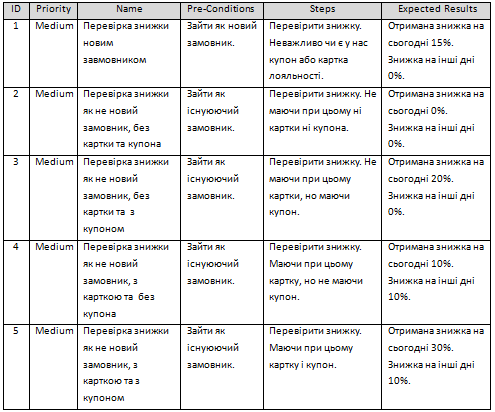 ID Priority Name Pre-Conditions Steps Expected Results
1 Medium Перевірка знижки Зайти як новий Перевірити знижку. Отримана знижка на
новим замовник. Неважливо чи є у нас сьогодні 15%.
завмовником купон або картка Знижка на інші дні
лояльності. 0%.
2 Medium Перевірка знижки Зайти як Перевірити знижку. Не Отримана знижка на
як не новий існуюючий маючи при цьому ні сьогодні 0%.
замовник, без замовник. картки ні купона. Знижка на інші дні
картки та купона 0%.
3 Medium Перевірка знижки Зайти як Перевірити знижку. Не Отримана знижка на
як не новий існуюючий маючи при цьому сьогодні 20%.
замовник, без замовник. картки, но маючи Знижка на інші дні
картки та з купон. 0%.
купоном
4 Medium Перевірка знижки Зайти як Перевірити знижку. Отримана знижка на
як не новий існуюючий Маючи при цьому сьогодні 10%.
замовник, з замовник. картку, но не маючи Знижка на інші дні
карткою та без купон. 10%.
купона
5 Medium Перевірка знижки Зайти як Перевірити знижку. Отримана знижка на
як не новий існуюючий Маючи при цьому сьогодні 30%.
замовник, з замовник. картку і купон. Знижка на інші дні
карткою та з 10%.
купоном